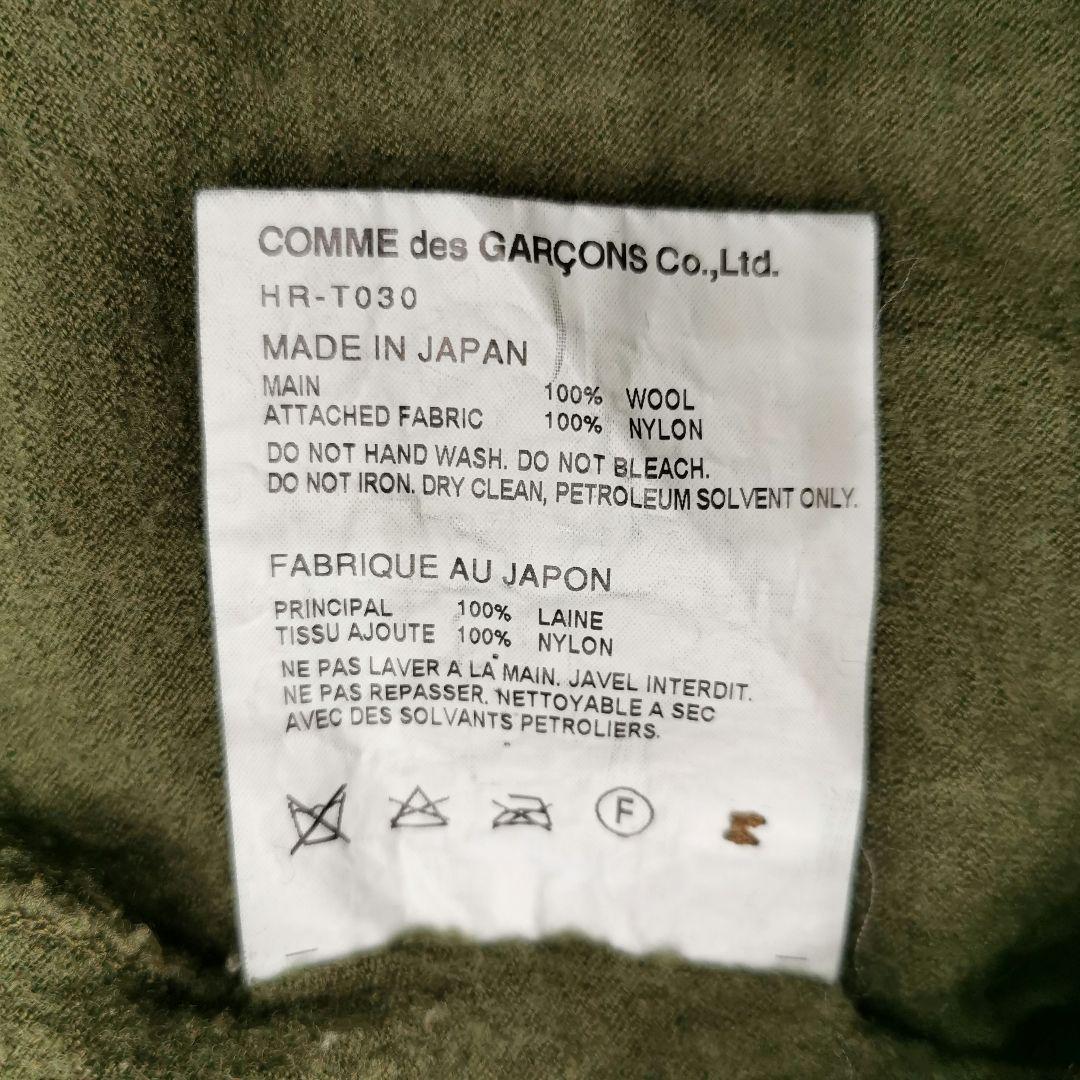 COMME des GARÇONS Co.,Ltd.
HR-T030
MADE IN JAPAN
MAIN 100% WOOL
ATTACHED FABRIC 100% NYLON
DO NOT HAND WASH. DO NOT BLEACH.
DO NOT IRON. DRY CLEAN, PETROLEUM SOLVENT ONLY.
FABRIQUE AU JAPON
PRINCIPAL 100% LAINE
TISSU AJOUTE 100% NYLON
NE PAS LAVER A LA MAIN. JAVEL INTERDIT.
NE PAS REPASSER. NETTOYABLE A SEC
AVEC DES SOLVANTS PETROLIERS.
F